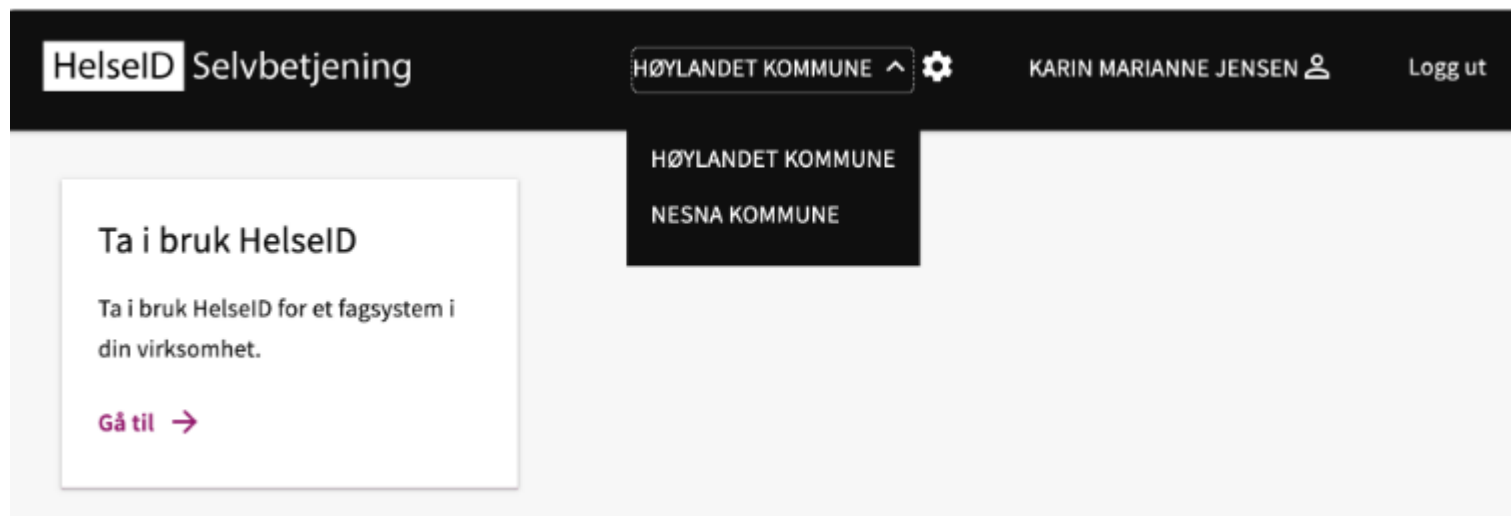 HelseID Selvbetjening
HØYLANDET KOMMUNE
KARIN MARIANNE JENSEN
Logg ut
HØYLANDET KOMMUNE
NESNA KOMMUNE
Ta i bruk HelseID
Ta i bruk HelseID for et fagsystem i
din virksomhet.
Gå til